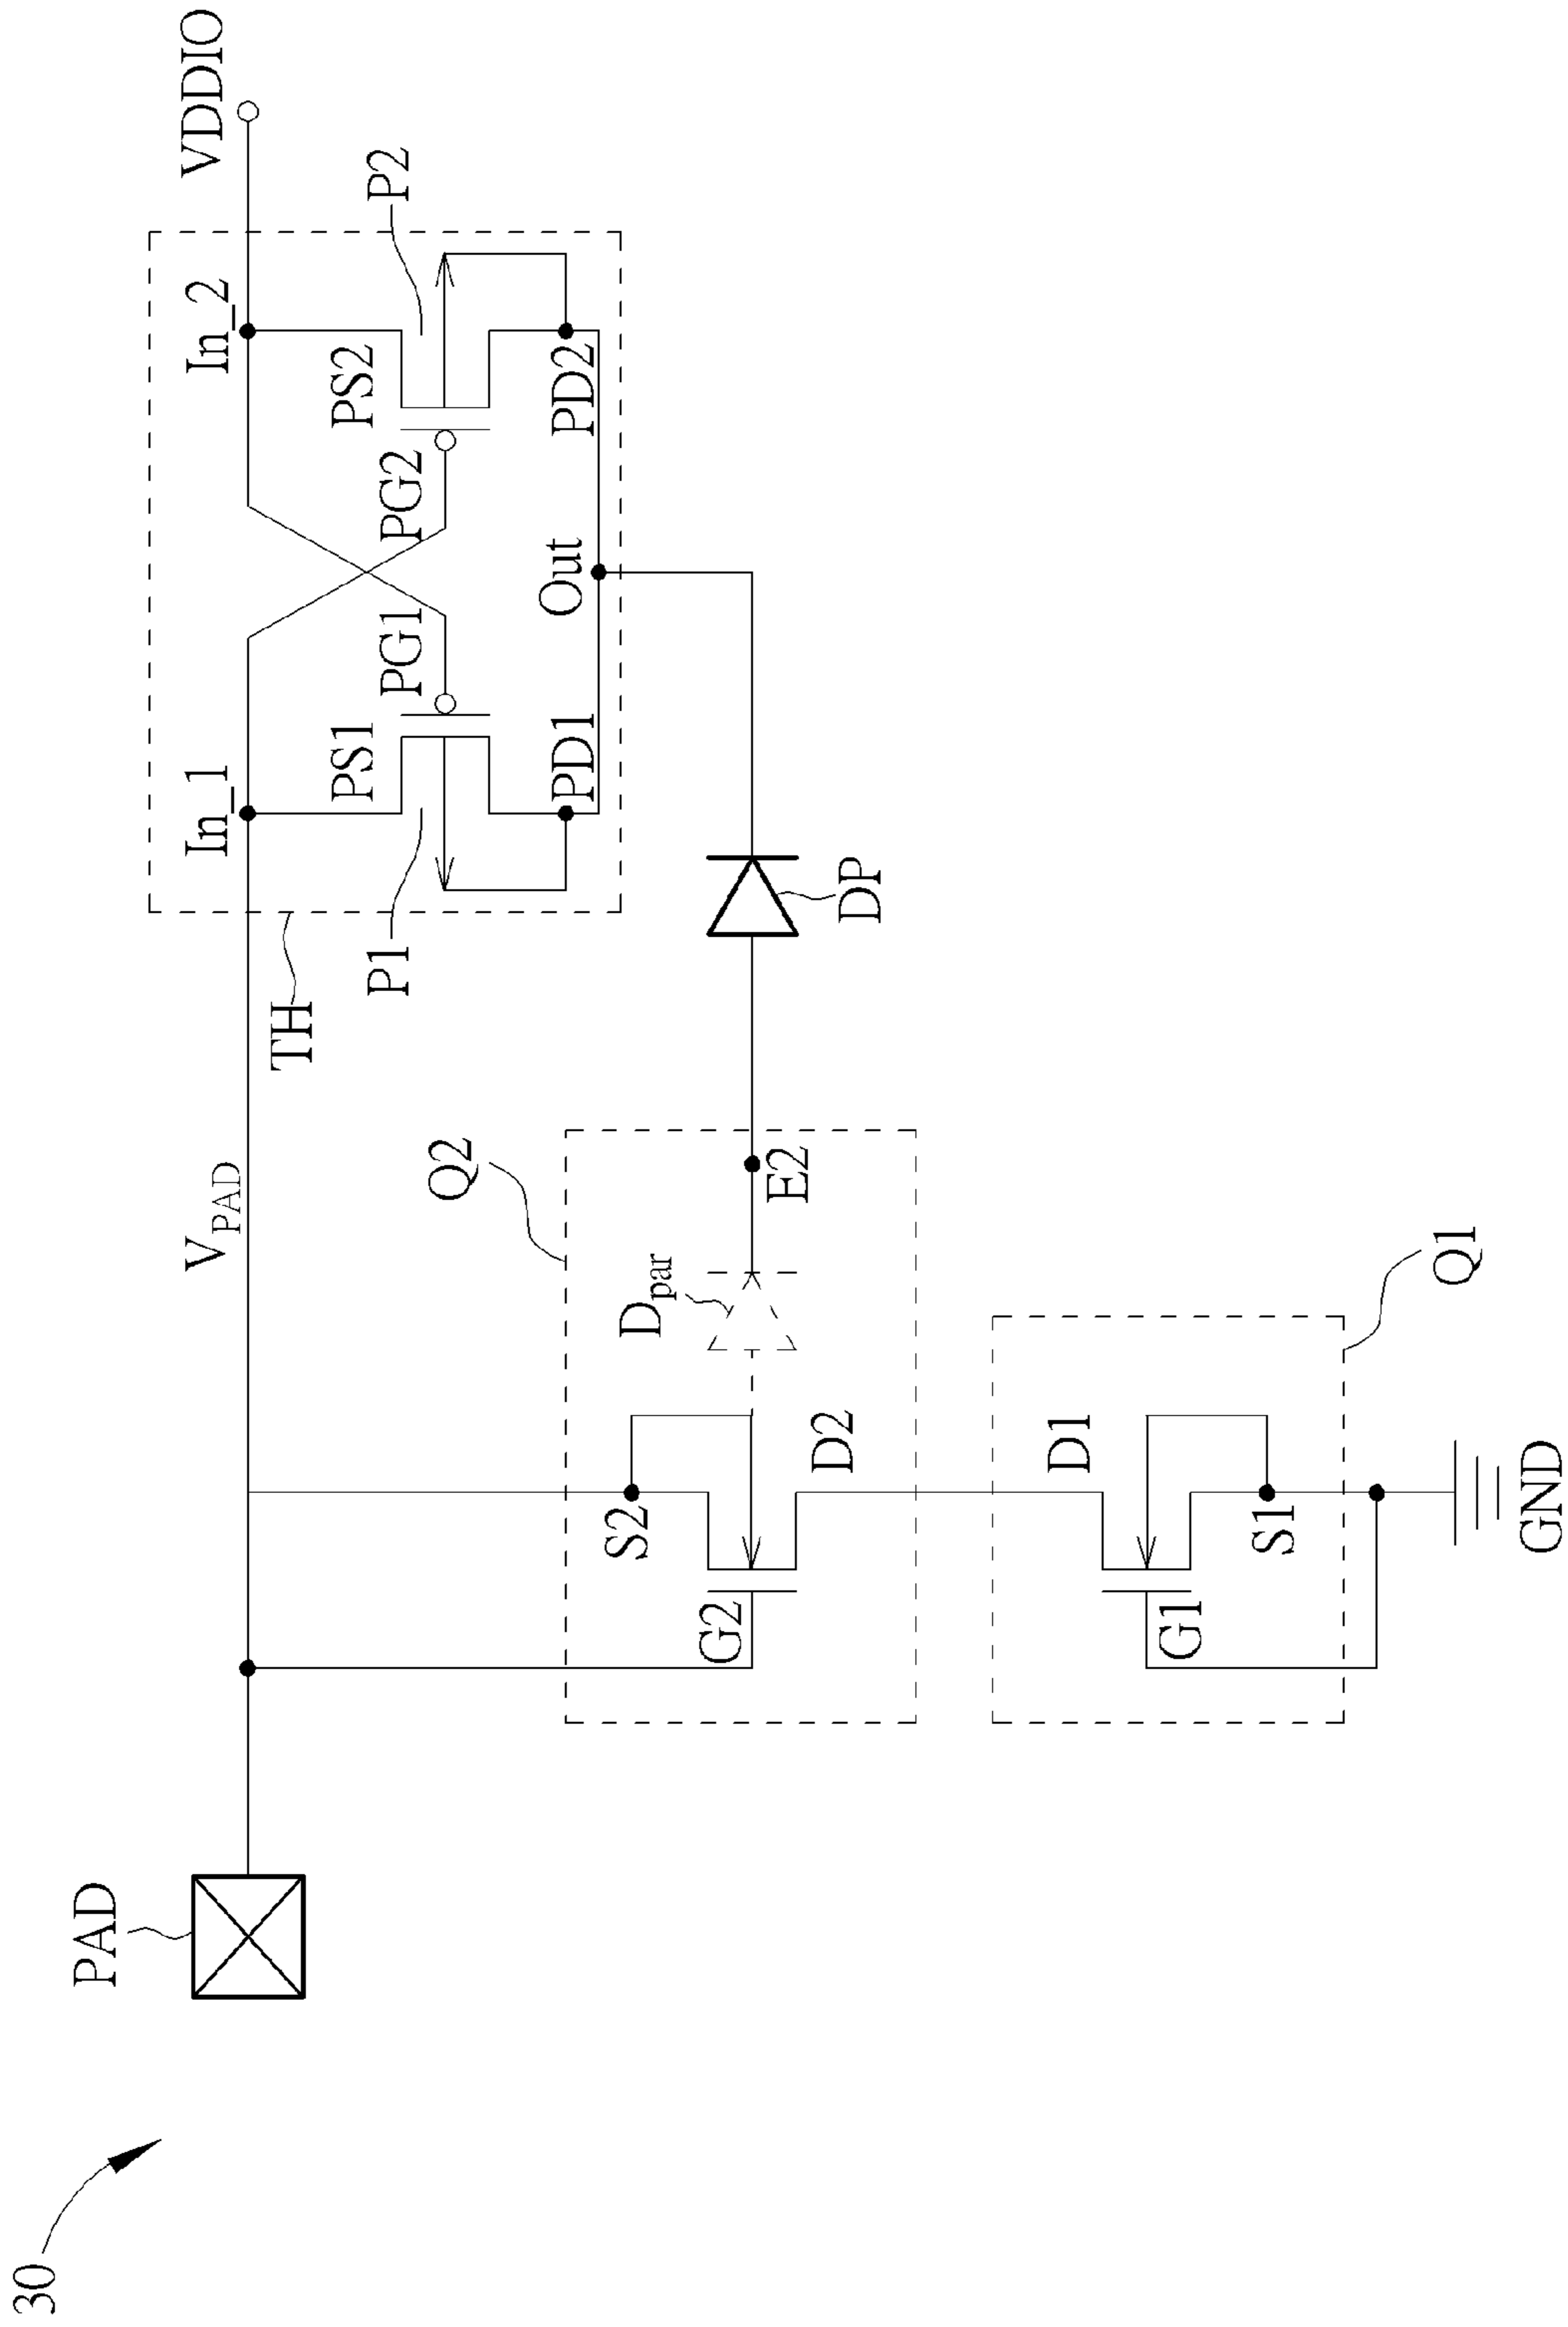 30
PAD
V_PAD
In_1
In_2
VDDIO
TH
PS1
PS2
P1
PG1
PG2
P2
Q2
PD1
Out
PD2
S2
D_par
G2
E2
D2
DP
D1
G1
S1
Q1
GND